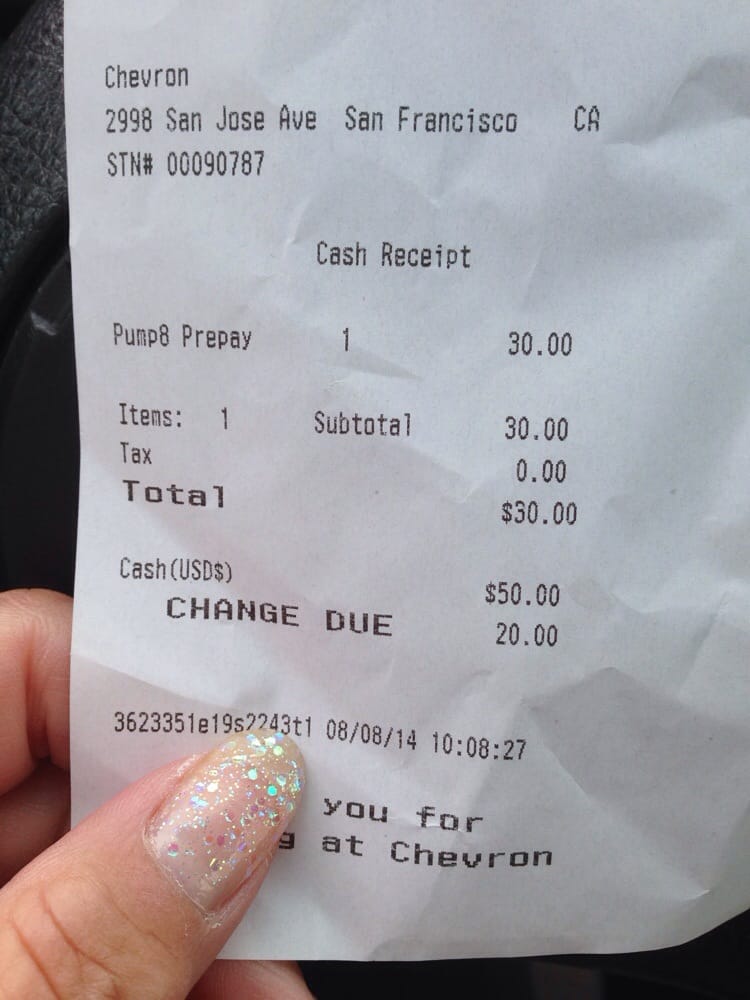 Chevron
2998 San Jose Ave San Francisco CA
STN# 00090787
Cash Receipt
Pump8 Prepay 1 30.00
Items: 1 Subtotal 30.00
Tax 0.00
Total $30.00
Cash(USD$) $50.00
CHANGE DUE 20.00
3623351e19s2243t1 08/08/14 10:08:27
you for
at Chevron